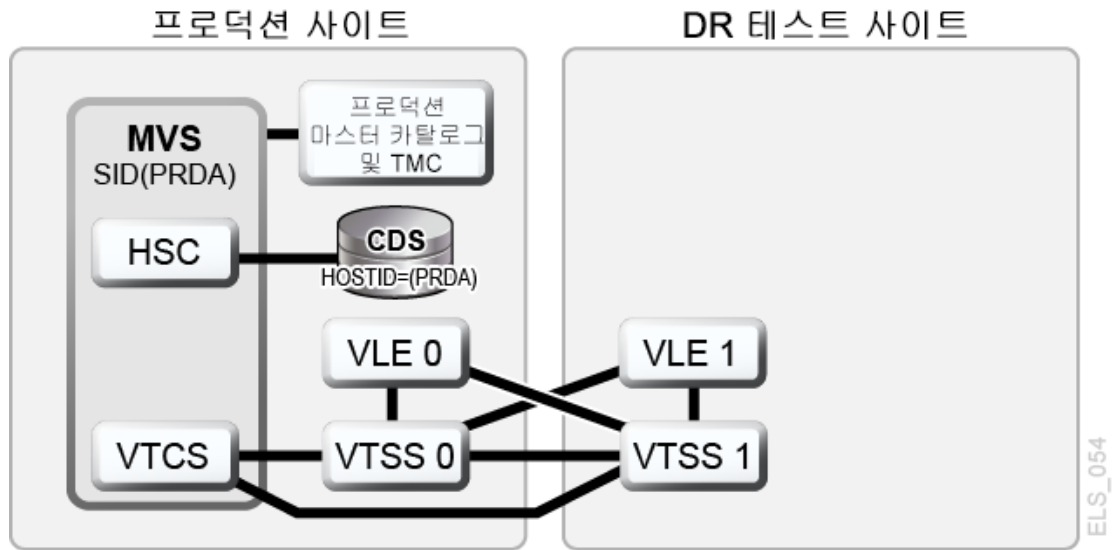 프로덕션 사이트
DR 테스트 사이트
MVS
SID(PRDA)
프로덕션
마스터 카탈로그
및 TMC
HSC
CDS
HOSTID=(PRDA)
VLE 0
VLE 1
VTCS
VTSS 0
VTSS 1
ELS_054